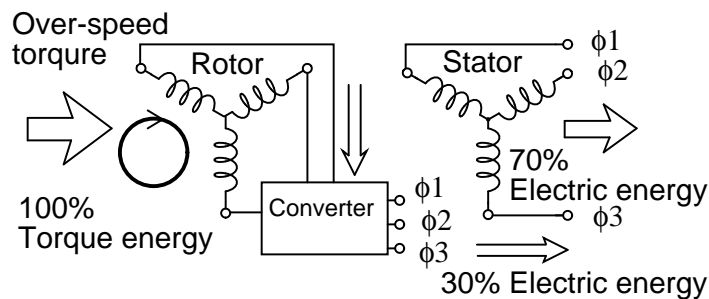 Over-speed
torqure
Rotor
Stator
ϕ1
ϕ2
70%
Electric energy
ϕ3
100%
Torque energy
Converter
ϕ1
ϕ2
ϕ3
30% Electric energy